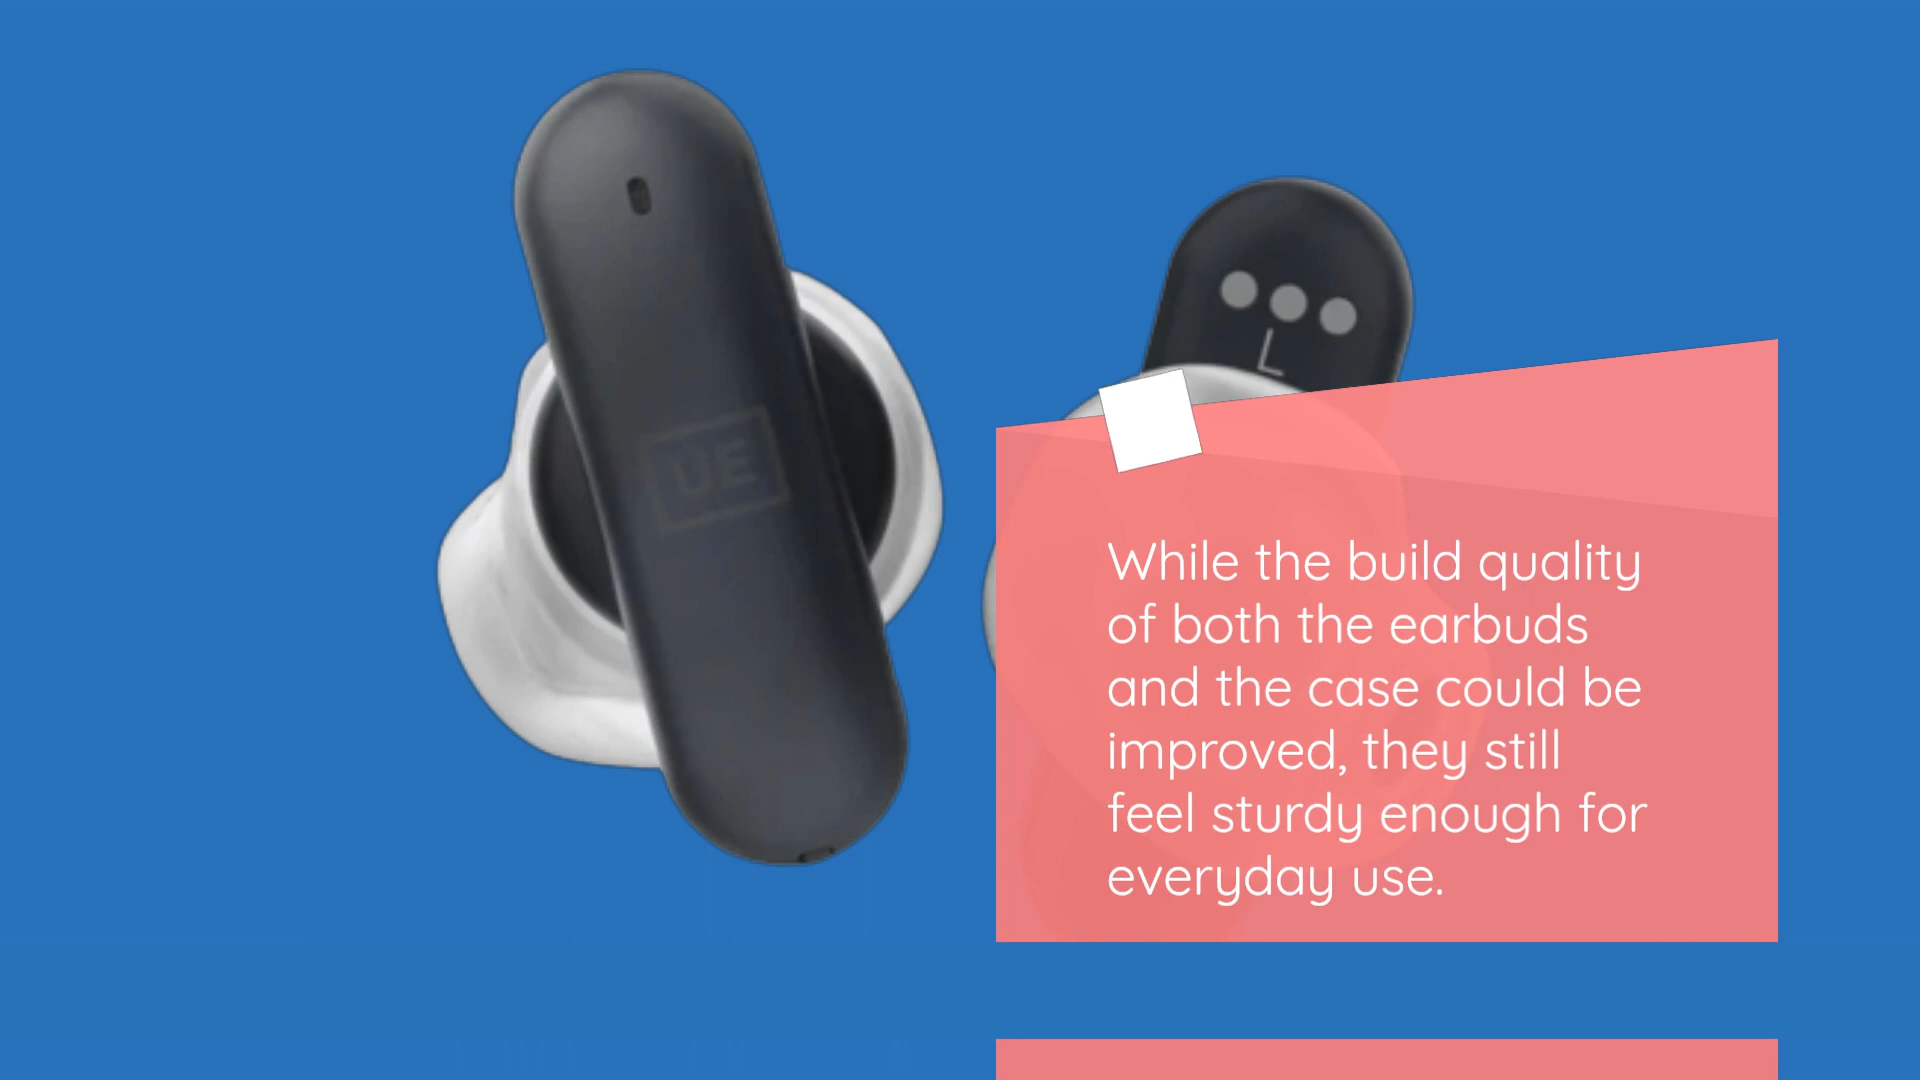 UE
L
While the build quality
of both the earbuds
and the case could be
improved, they still
feel sturdy enough for
everyday use.